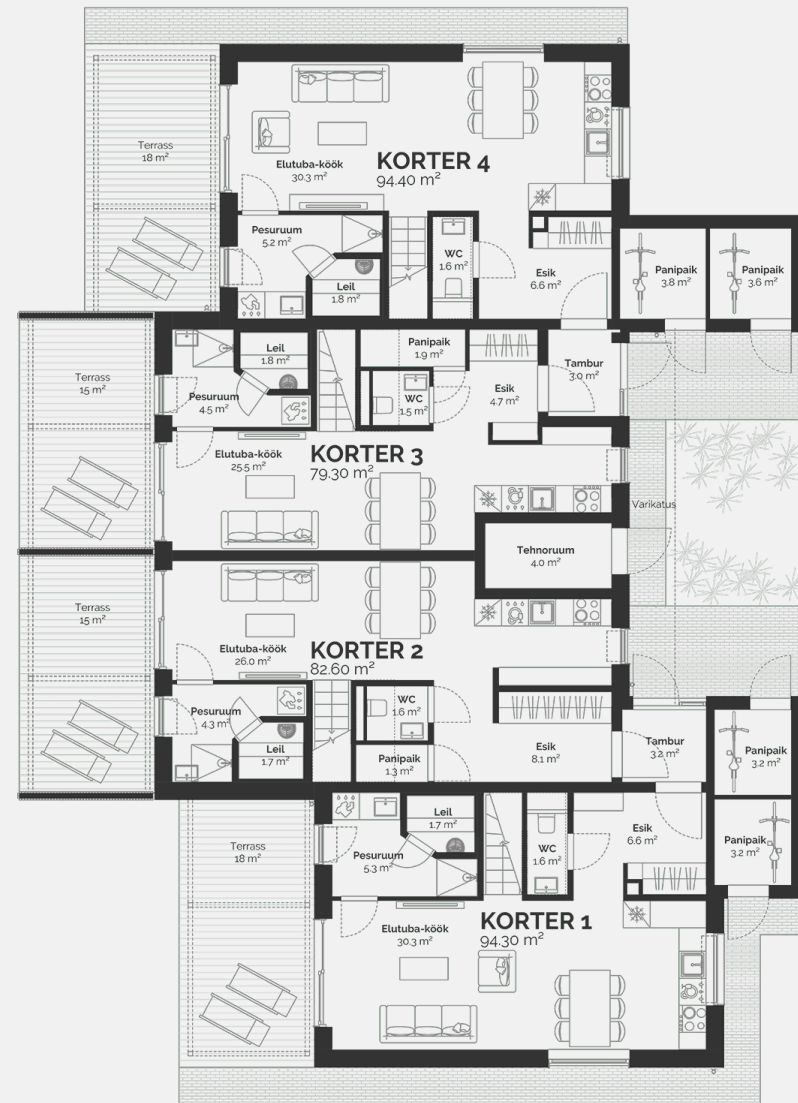 Terrass
18 m²
Elutuba-köök
30.3 m²
KORTER 4
94.40 m²
Pesuruum
5.2 m²
Leil
1.8 m²
WC
1.6 m²
Esik
6.6 m²
Panipaik
3.8 m²
Panipaik
3.6 m²
Terrass
15 m²
Leil
1.8 m²
Pesuruum
4.5 m²
Panipaik
1.9 m²
WC
1.5 m²
Esik
4.7 m²
Tambur
3.0 m²
Elutuba-köök
25.5 m²
KORTER 3
79.30 m²
Varikatus
Tehnoruum
4.0 m²
Terrass
15 m²
Elutuba-köök
26.0 m²
KORTER 2
82.60 m²
Pesuruum
4.3 m²
Leil
1.7 m²
WC
1.6 m²
Panipaik
1.3 m²
Esik
8.1 m²
Tambur
3.2 m²
Panipaik
3.2 m²
Terrass
18 m²
Leil
1.7 m²
Pesuruum
5.3 m²
WC
1.6 m²
Esik
6.6 m²
Panipaik
3.2 m²
Elutuba-köök
30.3 m²
KORTER 1
94.30 m²